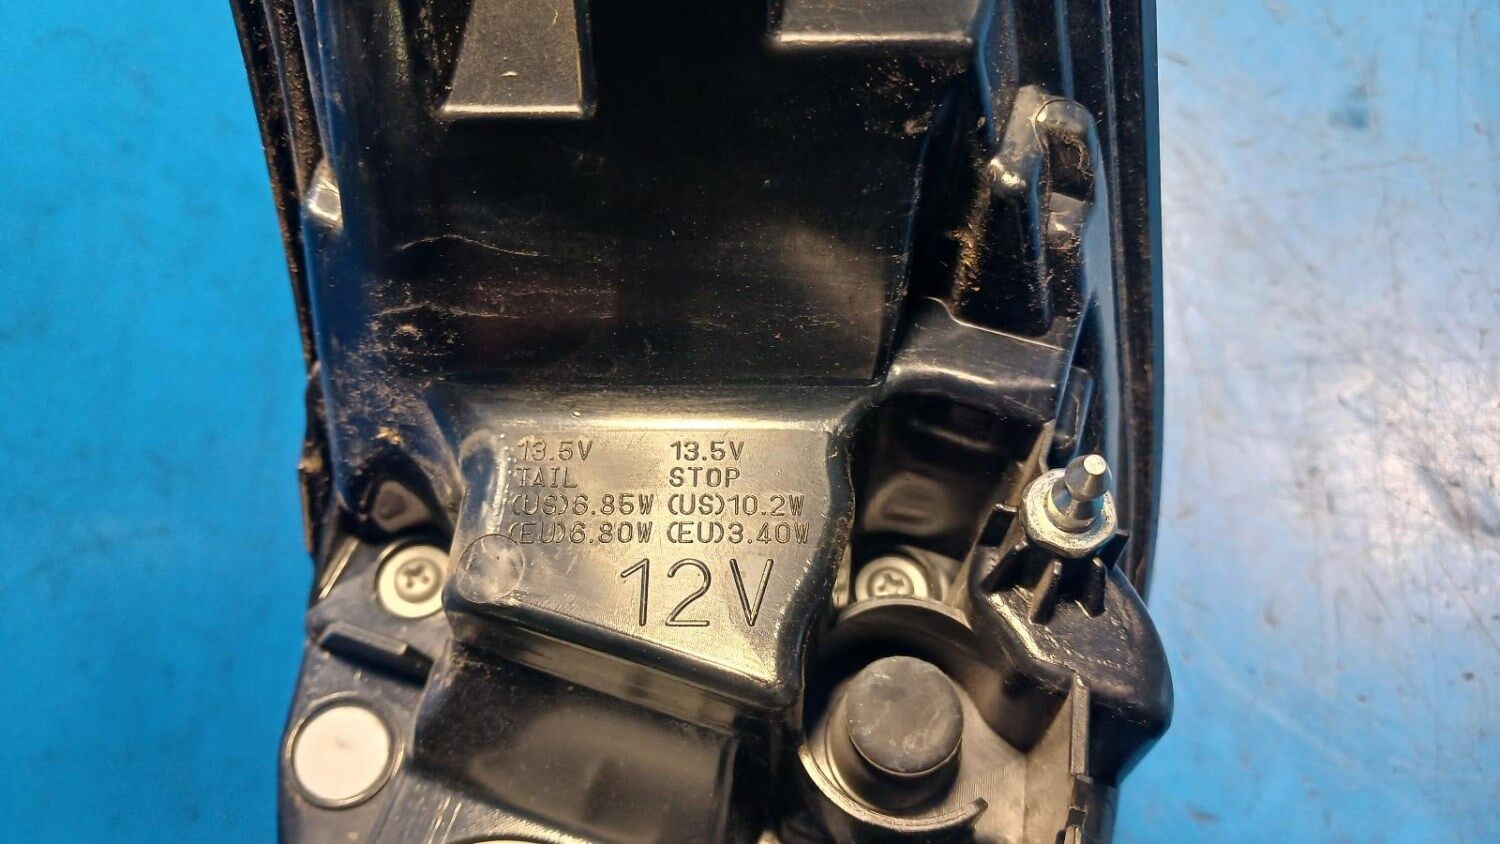 13.5V 13.5V
TAIL STOP
(US)6.85W (US)10.2W
(EU)6.80W (EU)3.40W
12V